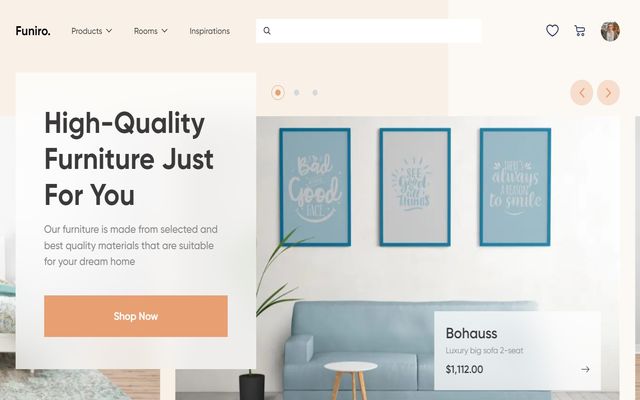 Funiro.
Products
Rooms
Inspirations
High-Quality
Furniture Just
For You
Our furniture is made from selected and
best quality materials that are suitable
for your dream home
Shop Now
Bad
Good
FACE
SEE
Good
all
THINGS
THERE'S
always
A REASON
to smile
Bohauss
Luxury big sofa 2-seat
$1,112.00